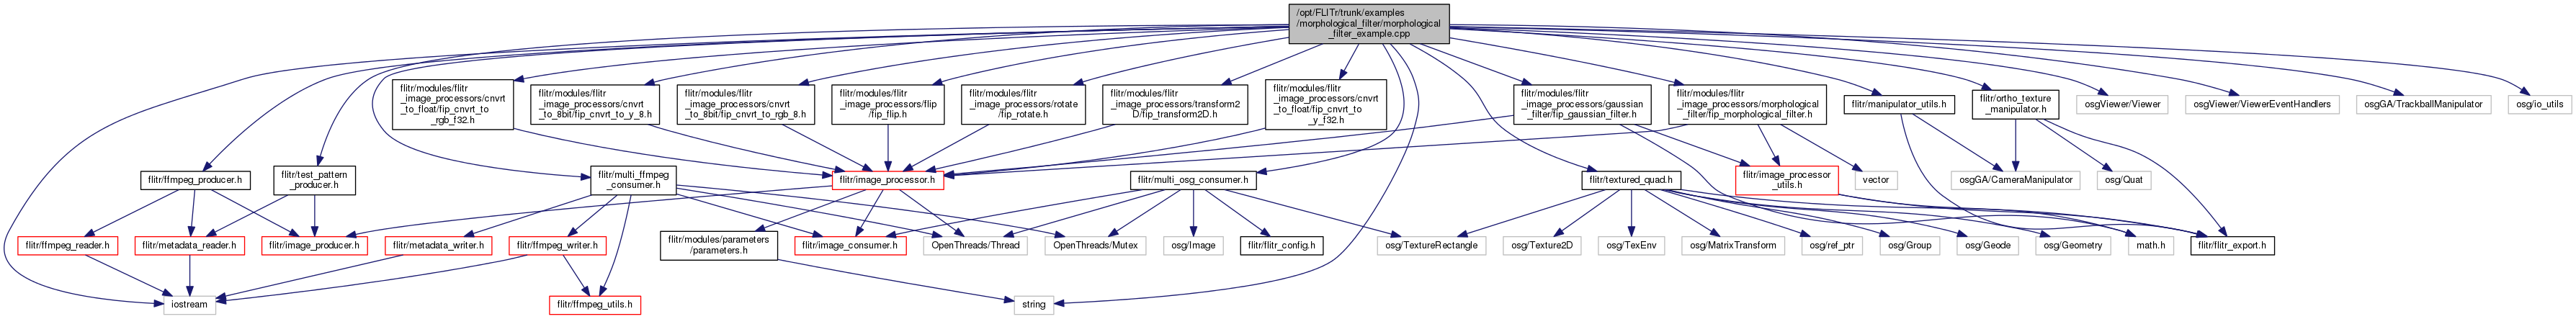 /opt/FLITr/trunk/examples
/morphological_filter/morphological
_filter_example.cpp
flitr/modules/flitr
_image_processors/cnvrt
_to_float/fip_cnvrt_to
_rgb_f32.h
flitr/modules/flitr
_image_processors/cnvrt
_to_8bit/fip_cnvrt_to_y_8.h
flitr/modules/flitr
_image_processors/cnvrt
_to_8bit/fip_cnvrt_to_rgb_8.h
flitr/modules/flitr
_image_processors/flip
/fip_flip.h
flitr/modules/flitr
_image_processors/rotate
/fip_rotate.h
flitr/modules/flitr
_image_processors/transform2
D/fip_transform2D.h
flitr/modules/flitr
_image_processors/cnvrt
_to_float/fip_cnvrt_to
_y_f32.h
flitr/modules/flitr
_image_processors/gaussian
_filter/fip_gaussian_filter.h
flitr/modules/flitr
_image_processors/morphological
_filter/fip_morphological_filter.h
flitr/manipulator_utils.h
flitr/ortho_texture
_manipulator.h
osgViewer/Viewer
osgViewer/ViewerEventHandlers
osgGA/TrackballManipulator
osg/io_utils
flitr/ffmpeg_producer.h
flitr/test_pattern
_producer.h
flitr/multi_ffmpeg
_consumer.h
flitr/image_processor.h
flitr/multi_osg_consumer.h
flitr/textured_quad.h
flitr/image_processor
_utils.h
vector
osgGA/CameraManipulator
osg/Quat
flitr/ffmpeg_reader.h
flitr/metadata_reader.h
flitr/image_producer.h
flitr/metadata_writer.h
flitr/ffmpeg_writer.h
flitr/modules/parameters
/parameters.h
flitr/image_consumer.h
OpenThreads/Thread
OpenThreads/Mutex
osg/Image
flitr/flitr_config.h
osg/TextureRectangle
osg/Texture2D
osg/TexEnv
osg/MatrixTransform
osg/ref_ptr
osg/Group
osg/Geode
osg/Geometry
math.h
flitr/flitr_export.h
iostream
flitr/ffmpeg_utils.h
string